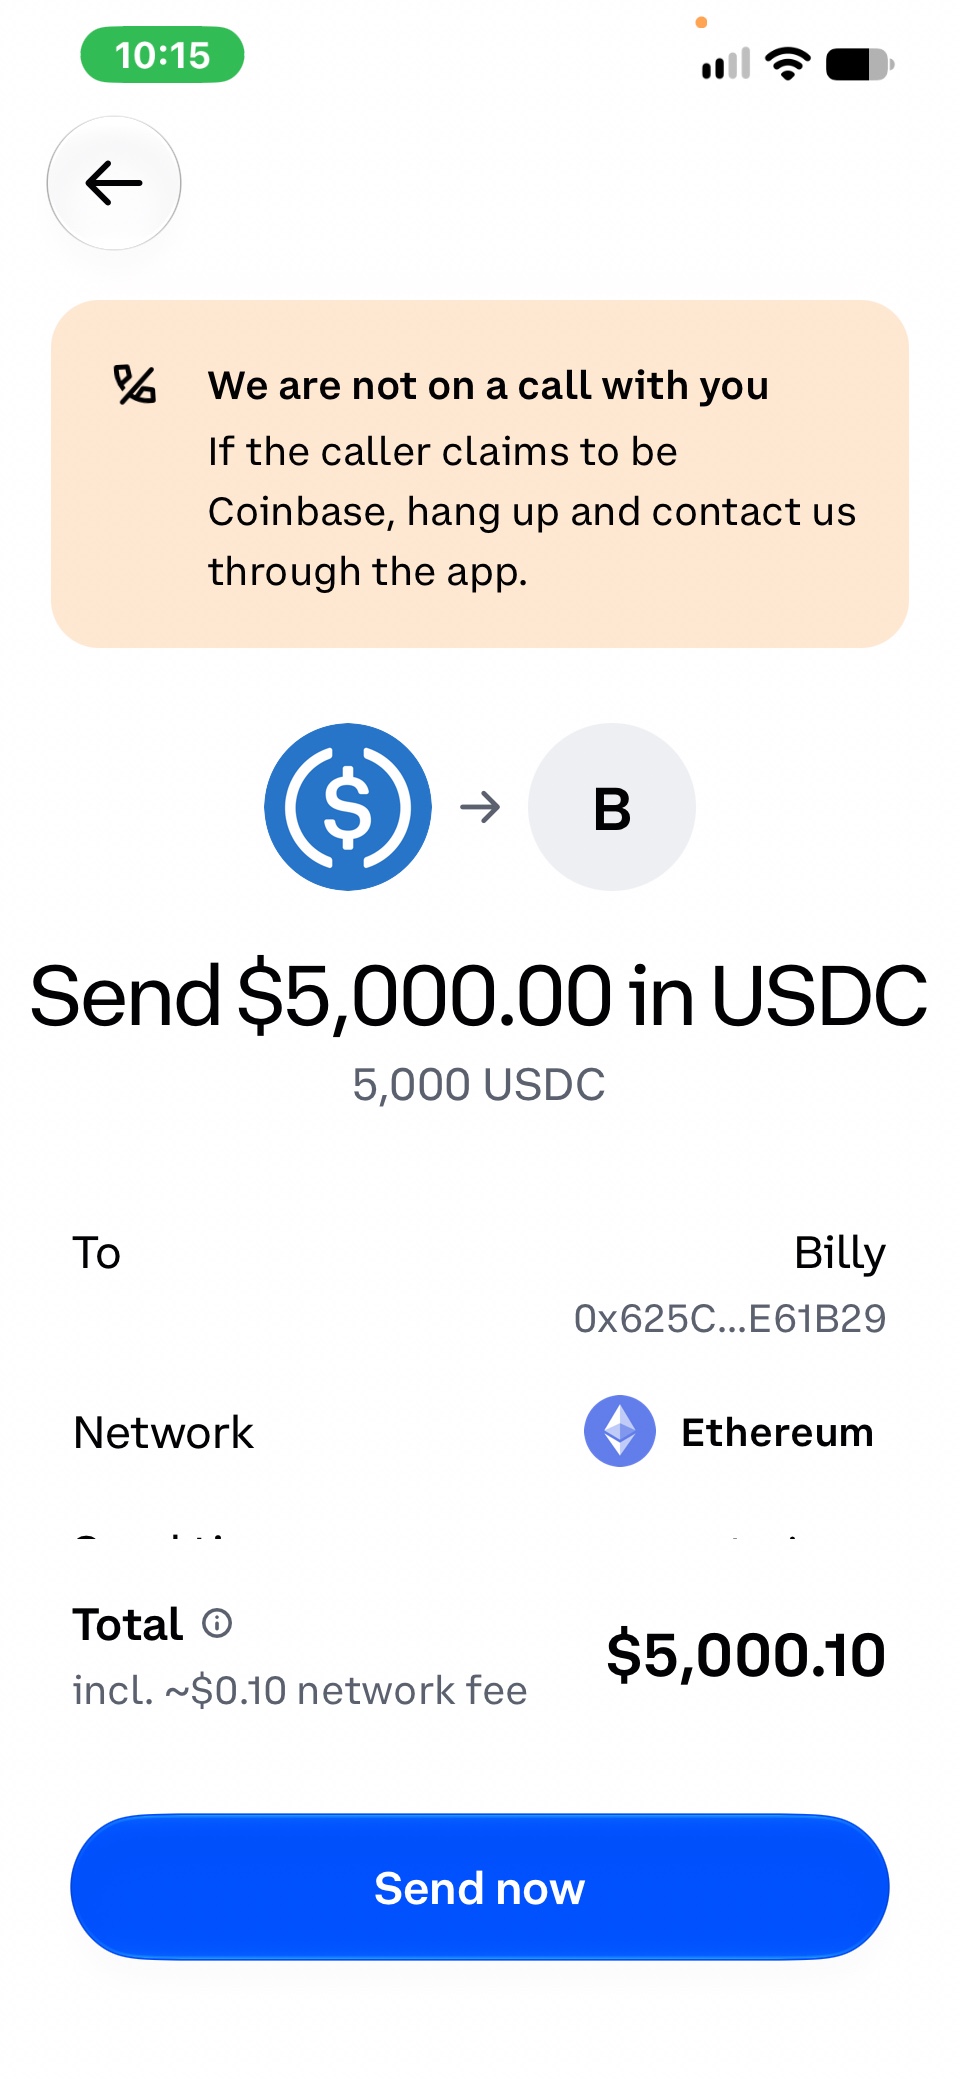 10:15
We are not on a call with you
If the caller claims to be
Coinbase, hang up and contact us
through the app.
B
Send $5,000.00 in USDC
5,000 USDC
To
Billy
0x625C...E61B29
Network
Ethereum
Total
$5,000.10
incl. ~$0.10 network fee
Send now